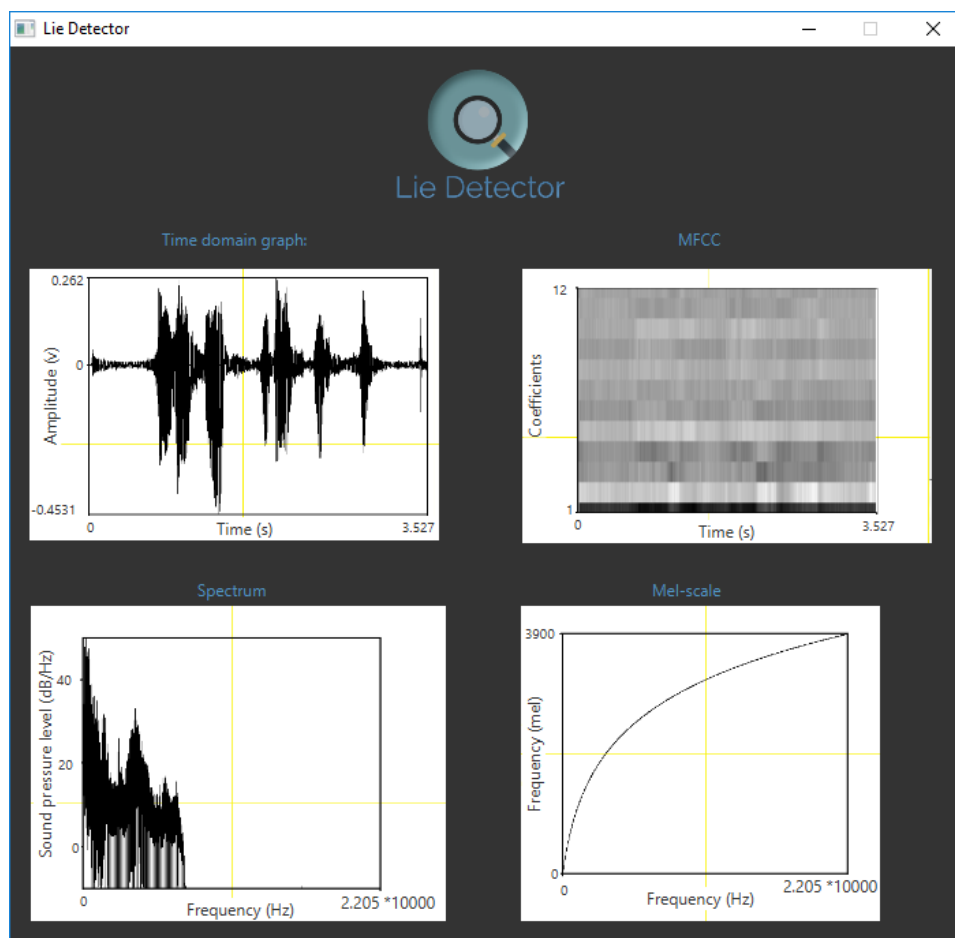 Lie Detector
Lie Detector
Time domain graph:
MFCC
0.262
0
-0.4531
Amplitude (v)
0
Time (s)
3.527
12
1
Coefficients
0
Time (s)
3.527
Spectrum
Mel-scale
40
20
0
Sound pressure level (dB/Hz)
0
Frequency (Hz)
2.205 *10000
3900
0
Frequency (mel)
0
Frequency (Hz)
2.205 *10000